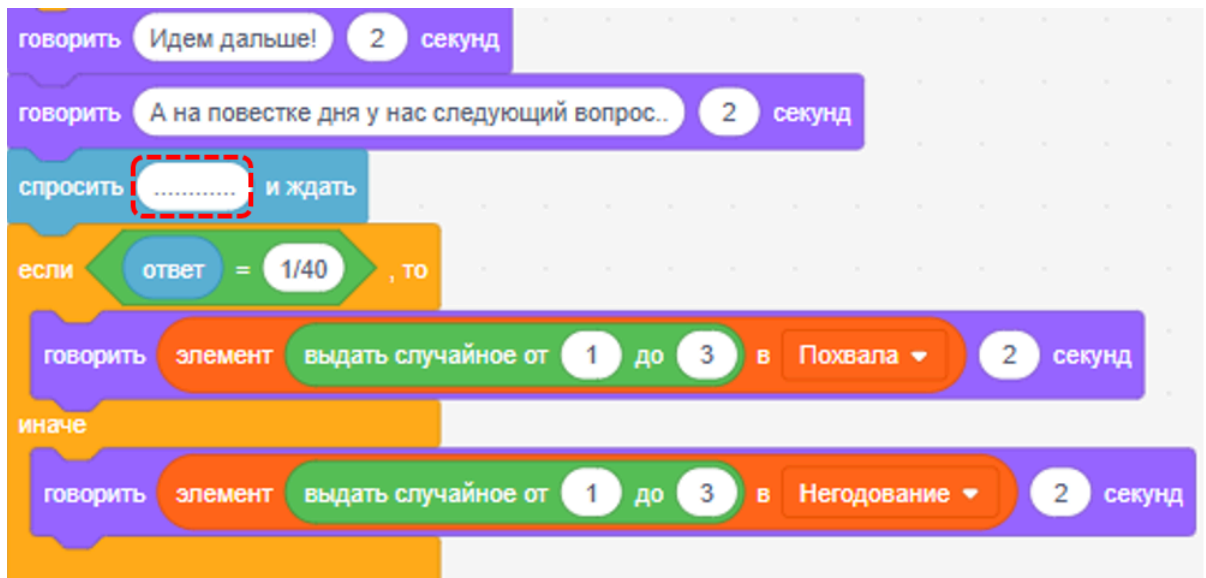 говорить Идем дальше! 2 секунд
говорить А на повестке дня у нас следующий вопрос.. 2 секунд
спросить ............ и ждать
если ответ = 1/40 , то
говорить элемент выдать случайное от 1 до 3 в Похвала 2 секунд
иначе
говорить элемент выдать случайное от 1 до 3 в Негодование 2 секунд